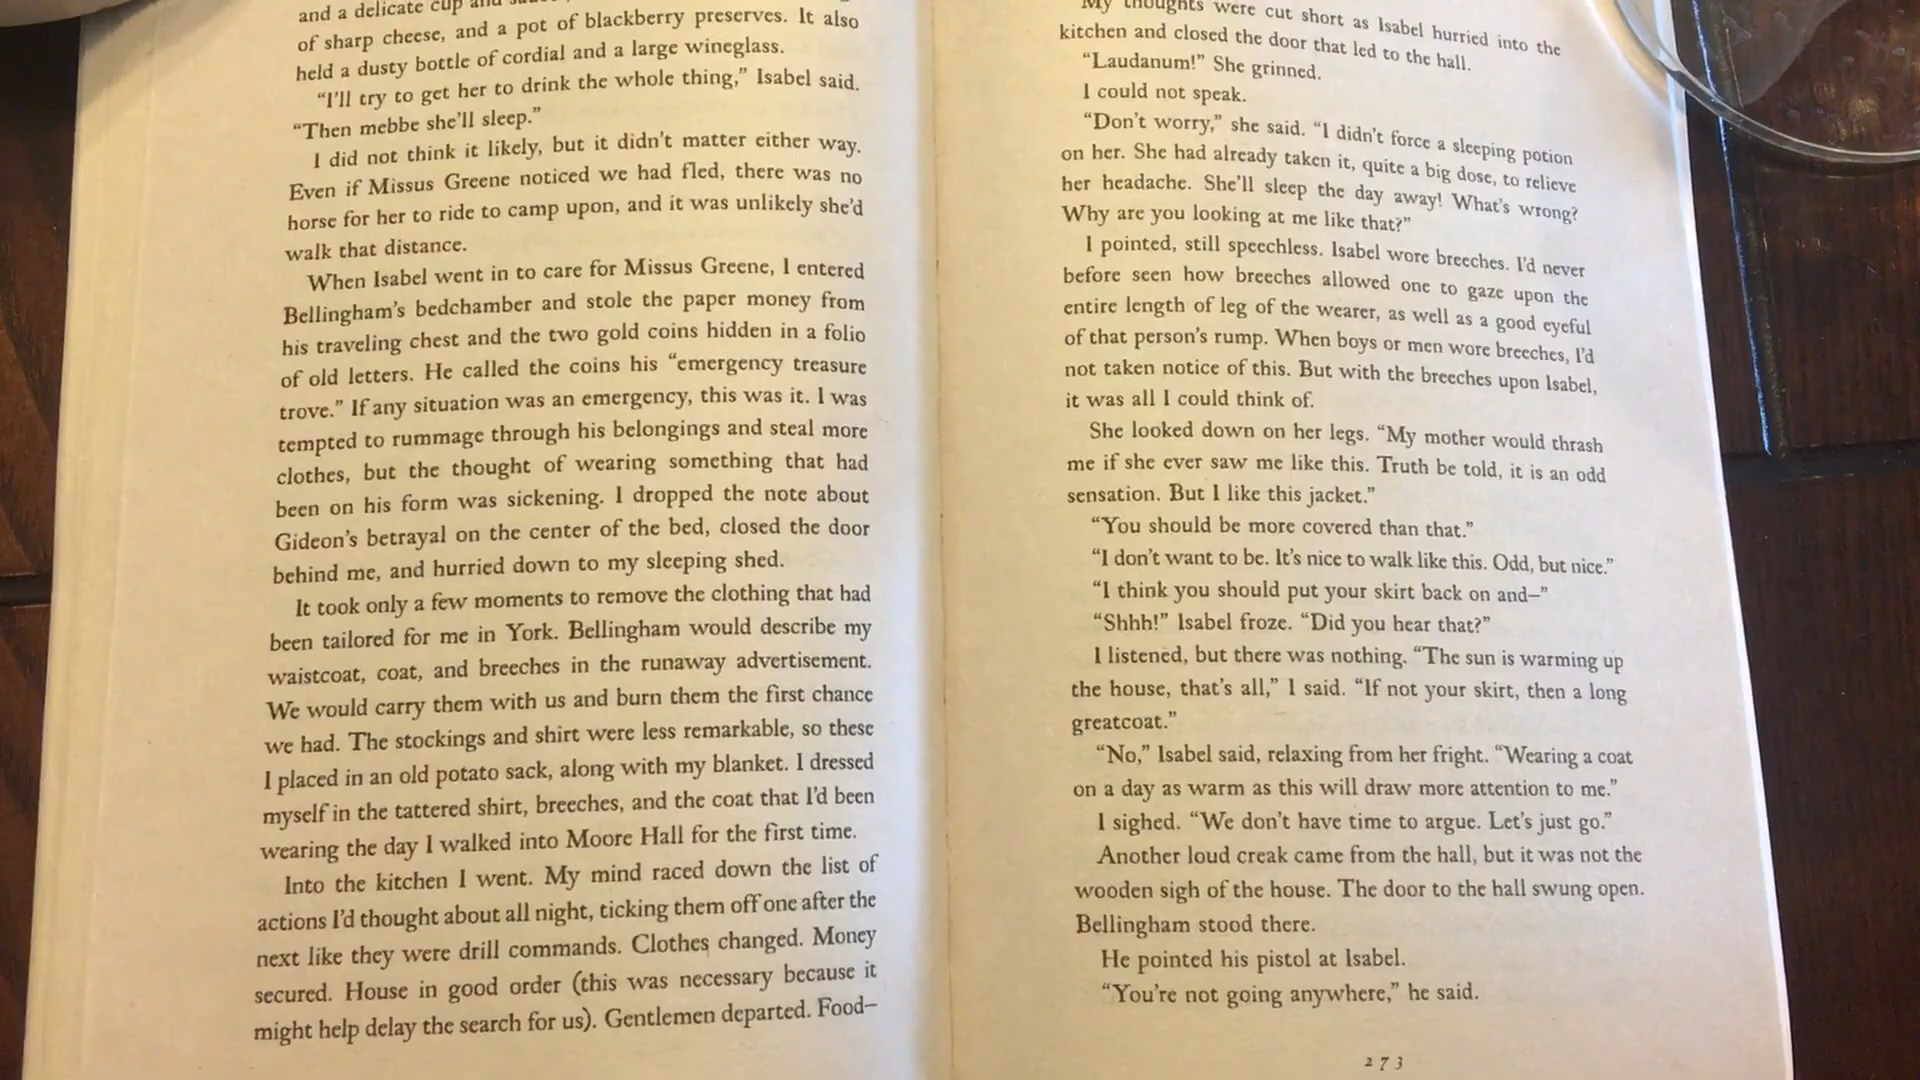 and a delicate cup and
of sharp cheese, and a pot of blackberry preserves. It also
held a dusty bottle of cordial and a large wineglass.
“I’ll try to get her to drink the whole thing,” Isabel said.
“Then mebbe she’ll sleep.”
I did not think it likely, but it didn’t matter either way.
Even if Missus Greene noticed we had fled, there was no
horse for her to ride to camp upon, and it was unlikely she’d
walk that distance.
When Isabel went in to care for Missus Greene, I entered
Bellingham’s bedchamber and stole the paper money from
his traveling chest and the two gold coins hidden in a folio
of old letters. He called the coins his “emergency treasure
trove.” If any situation was an emergency, this was it. I was
tempted to rummage through his belongings and steal more
clothes, but the thought of wearing something that had
been on his form was sickening. I dropped the note about
Gideon’s betrayal on the center of the bed, closed the door
behind me, and hurried down to my sleeping shed.
It took only a few moments to remove the clothing that had
been tailored for me in York. Bellingham would describe my
waistcoat, coat, and breeches in the runaway advertisement.
We would carry them with us and burn them the first chance
we had. The stockings and shirt were less remarkable, so these
I placed in an old potato sack, along with my blanket. I dressed
myself in the tattered shirt, breeches, and the coat that I’d been
wearing the day I walked into Moore Hall for the first time.
Into the kitchen I went. My mind raced down the list of
actions I’d thought about all night, ticking them off one after the
next like they were drill commands. Clothes changed. Money
secured. House in good order (this was necessary because it
might help delay the search for us). Gentlemen departed. Food–
My thoughts were cut short as Isabel hurried into the
kitchen and closed the door that led to the hall.
“Laudanum!” She grinned.
I could not speak.
“Don’t worry,” she said. “I didn’t force a sleeping potion
on her. She had already taken it, quite a big dose, to relieve
her headache. She’ll sleep the day away! What’s wrong?
Why are you looking at me like that?”
I pointed, still speechless. Isabel wore breeches. I’d never
before seen how breeches allowed one to gaze upon the
entire length of leg of the wearer, as well as a good eyeful
of that person’s rump. When boys or men wore breeches, I’d
not taken notice of this. But with the breeches upon Isabel,
it was all I could think of.
She looked down on her legs. “My mother would thrash
me if she ever saw me like this. Truth be told, it is an odd
sensation. But I like this jacket.”
“You should be more covered than that.”
“I don’t want to be. It’s nice to walk like this. Odd, but nice.”
“I think you should put your skirt back on and–”
“Shhh!” Isabel froze. “Did you hear that?”
I listened, but there was nothing. “The sun is warming up
the house, that’s all,” I said. “If not your skirt, then a long
greatcoat.”
“No,” Isabel said, relaxing from her fright. “Wearing a coat
on a day as warm as this will draw more attention to me.”
I sighed. “We don’t have time to argue. Let’s just go.”
Another loud creak came from the hall, but it was not the
wooden sigh of the house. The door to the hall swung open.
Bellingham stood there.
He pointed his pistol at Isabel.
“You’re not going anywhere,” he said.
273